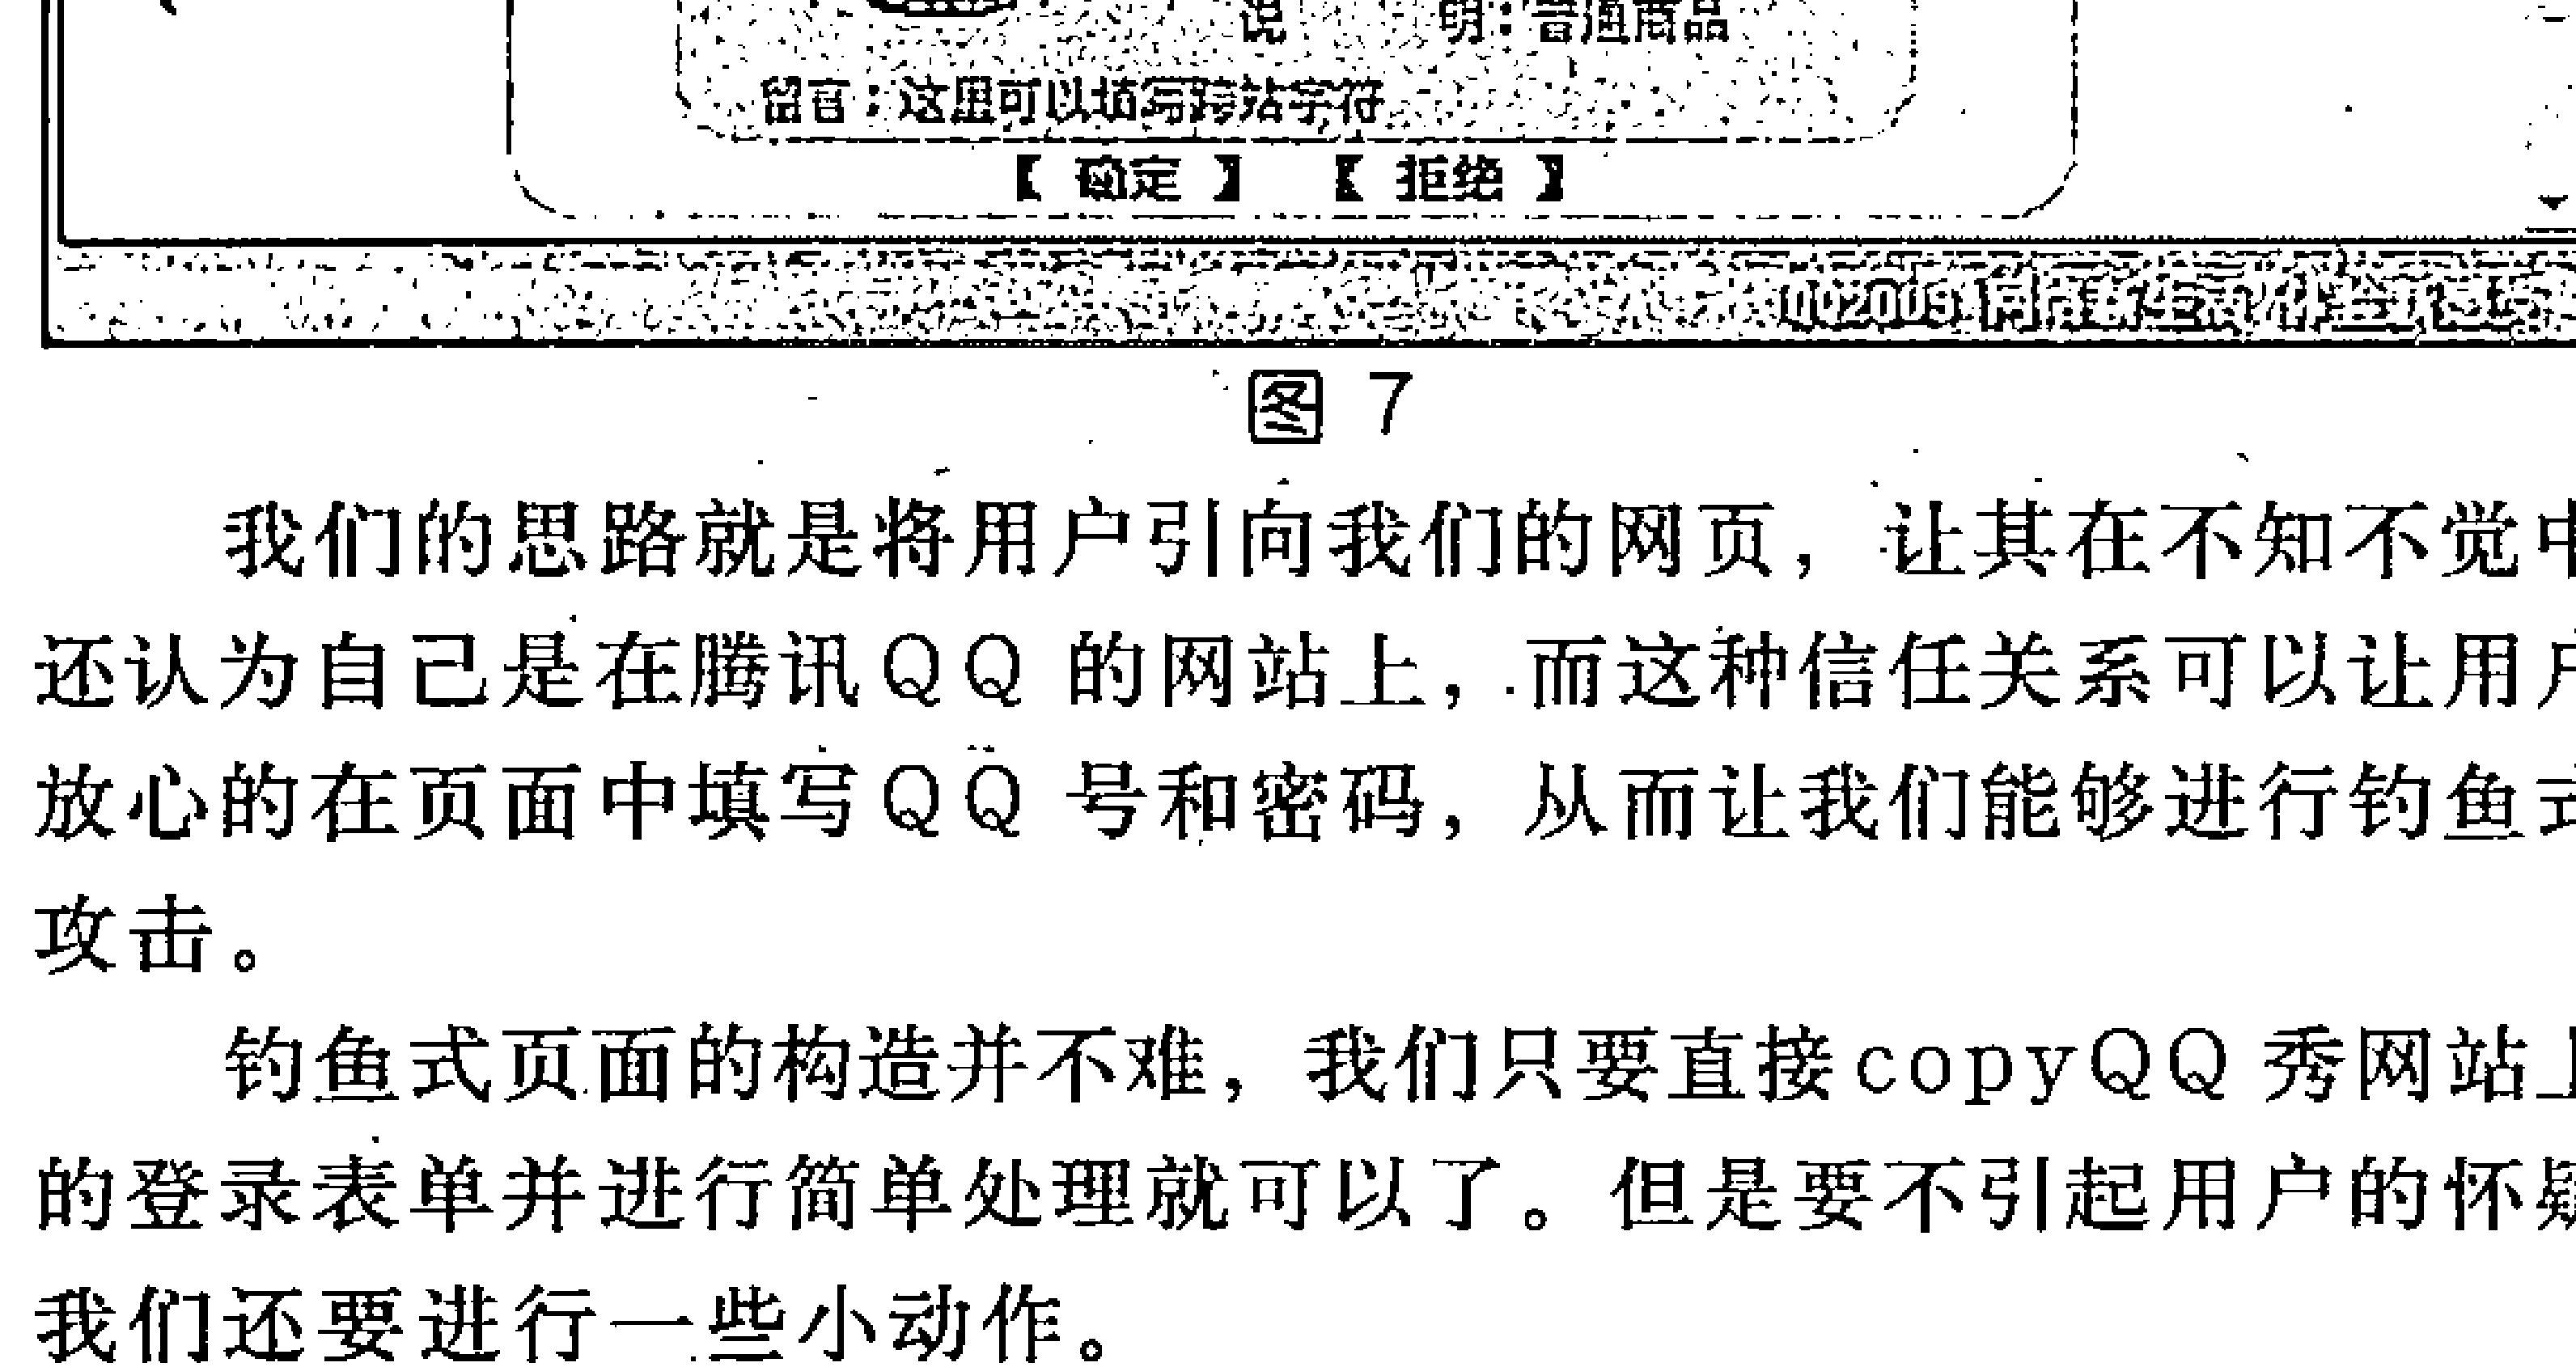 说 明：普通商品
留言：这里可以填写跨站字符
【 确定 】 【 拒绝 】
图 7
我们的思路就是将用户引向我们的网页，让其在不知不觉中
还认为自己是在腾讯QQ 的网站上，而这种信任关系可以让用户
放心的在页面中填写QQ 号和密码，从而让我们能够进行钓鱼式
攻击。
钓鱼式页面的构造并不难，我们只要直接copyQQ 秀网站上
的登录表单并进行简单处理就可以了。但是要不引起用户的怀疑
我们还要进行一些小动作。